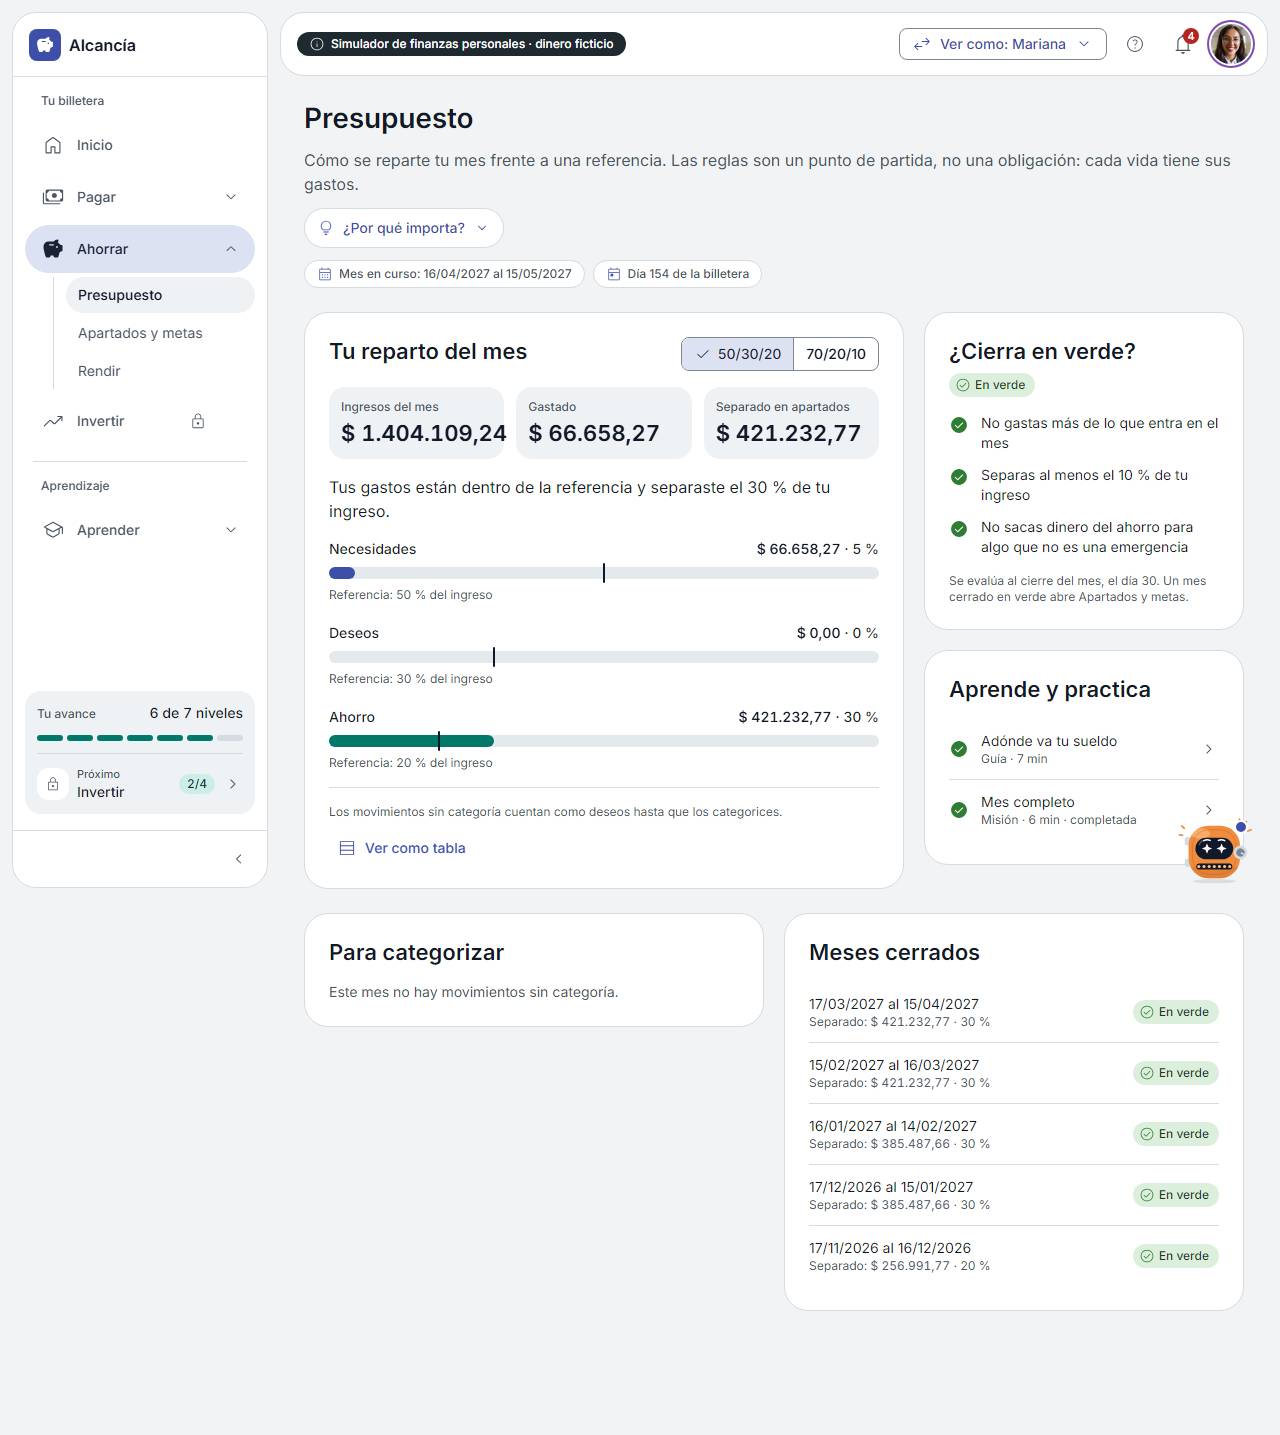 Alcancía
Simulador de finanzas personales · dinero ficticio
Ver como: Mariana
4
Tu billetera
Inicio
Pagar
Ahorrar
Presupuesto
Apartados y metas
Rendir
Invertir
Aprendizaje
Aprender
Tu avance
6 de 7 niveles
Próximo
Invertir
2/4
Presupuesto
Cómo se reparte tu mes frente a una referencia. Las reglas son un punto de partida, no una obligación: cada vida tiene sus
gastos.
¿Por qué importa?
Mes en curso: 16/04/2027 al 15/05/2027
Día 154 de la billetera
Tu reparto del mes
50/30/20
70/20/10
Ingresos del mes
$ 1.404.109,24
Gastado
$ 66.658,27
Separado en apartados
$ 421.232,77
Tus gastos están dentro de la referencia y separaste el 30 % de tu
ingreso.
Necesidades
$ 66.658,27 · 5 %
Referencia: 50 % del ingreso
Deseos
$ 0,00 · 0 %
Referencia: 30 % del ingreso
Ahorro
$ 421.232,77 · 30 %
Referencia: 20 % del ingreso
Los movimientos sin categoría cuentan como deseos hasta que los categorices.
Ver como tabla
¿Cierra en verde?
En verde
No gastas más de lo que entra en el
mes
Separas al menos el 10 % de tu
ingreso
No sacas dinero del ahorro para
algo que no es una emergencia
Se evalúa al cierre del mes, el día 30. Un mes
cerrado en verde abre Apartados y metas.
Aprende y practica
Adónde va tu sueldo
Guía · 7 min
Mes completo
Misión · 6 min · completada
Para categorizar
Este mes no hay movimientos sin categoría.
Meses cerrados
17/03/2027 al 15/04/2027
Separado: $ 421.232,77 · 30 %
En verde
15/02/2027 al 16/03/2027
Separado: $ 421.232,77 · 30 %
En verde
16/01/2027 al 14/02/2027
Separado: $ 385.487,66 · 30 %
En verde
17/12/2026 al 15/01/2027
Separado: $ 385.487,66 · 30 %
En verde
17/11/2026 al 16/12/2026
Separado: $ 256.991,77 · 20 %
En verde